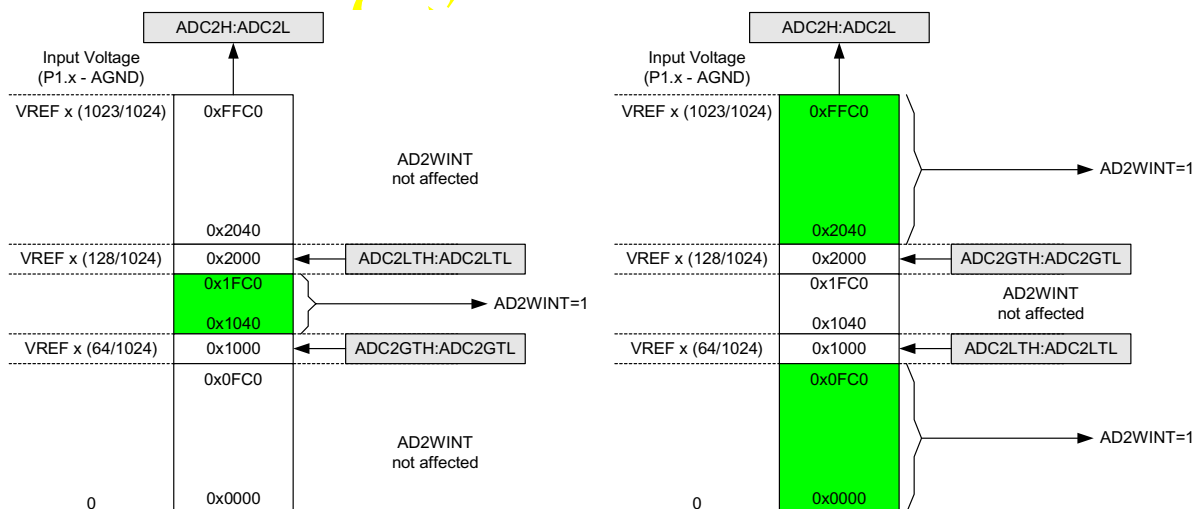 ADC2H:ADC2L
Input Voltage
(P1.x - AGND)
VREF x (1023/1024)
0xFFC0
AD2WINT
not affected
0x2040
VREF x (128/1024)
0x2000
ADC2LTH:ADC2LTL
0x1FC0
AD2WINT=1
0x1040
VREF x (64/1024)
0x1000
ADC2GTH:ADC2GTL
0x0FC0
AD2WINT
not affected
0
0x0000
ADC2H:ADC2L
Input Voltage
(P1.x - AGND)
VREF x (1023/1024)
0xFFC0
AD2WINT=1
0x2040
VREF x (128/1024)
0x2000
ADC2GTH:ADC2GTL
0x1FC0
AD2WINT
not affected
0x1040
VREF x (64/1024)
0x1000
ADC2LTH:ADC2LTL
0x0FC0
AD2WINT=1
0
0x0000